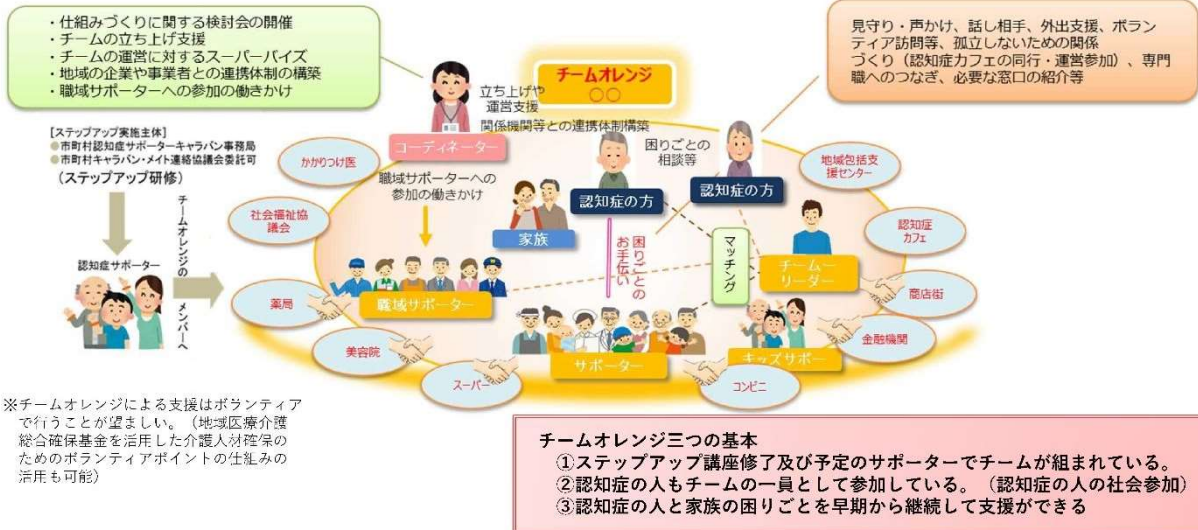 ・仕組みづくりに関する検討会の開催
・チームの立ち上げ支援
・チームの運営に対するスーパーバイズ
・地域の企業や事業者との連携体制の構築
・職域サポーターへの参加の働きかけ
見守り・声かけ、話し相手、外出支援、ボラン
ティア訪問等、孤立しないための関係
づくり（認知症カフェの同行・運営参加）、専門
職へのつなぎ、必要な窓口の紹介等
チームオレンジ
○○
立ち上げや
運営支援
関係機関等との連携体制構築
コーディネーター
[ステップアップ実施主体]
●市町村認知症サポーターキャラバン事務局
●市町村キャラバン・メイト連絡協議会委託可
（ステップアップ研修）
チームオレンジの
メンバーへ
認知症サポーター
かかりつけ医
社会福祉協
議会
薬局
美容院
スーパー
コンビニ
金融機関
商店街
認知症
カフェ
地域包括支
援センター
職域サポーターへの
参加の働きかけ
困りごとの
相談等
認知症の方
認知症の方
家族
困りごとの
お手伝い
マッチング
チームー
リーダー
職域サポーター
サポーター
キッズサポー
※チームオレンジによる支援はボランティア
で行うことが望ましい。（地域医療介護
総合確保基金を活用した介護人材確保の
ためのボランティアポイントの仕組みの
活用も可能）
チームオレンジ三つの基本
①ステップアップ講座修了及び予定のサポーターでチームが組まれている。
②認知症の人もチームの一員として参加している。（認知症の人の社会参加）
③認知症の人と家族の困りごとを早期から継続して支援ができる